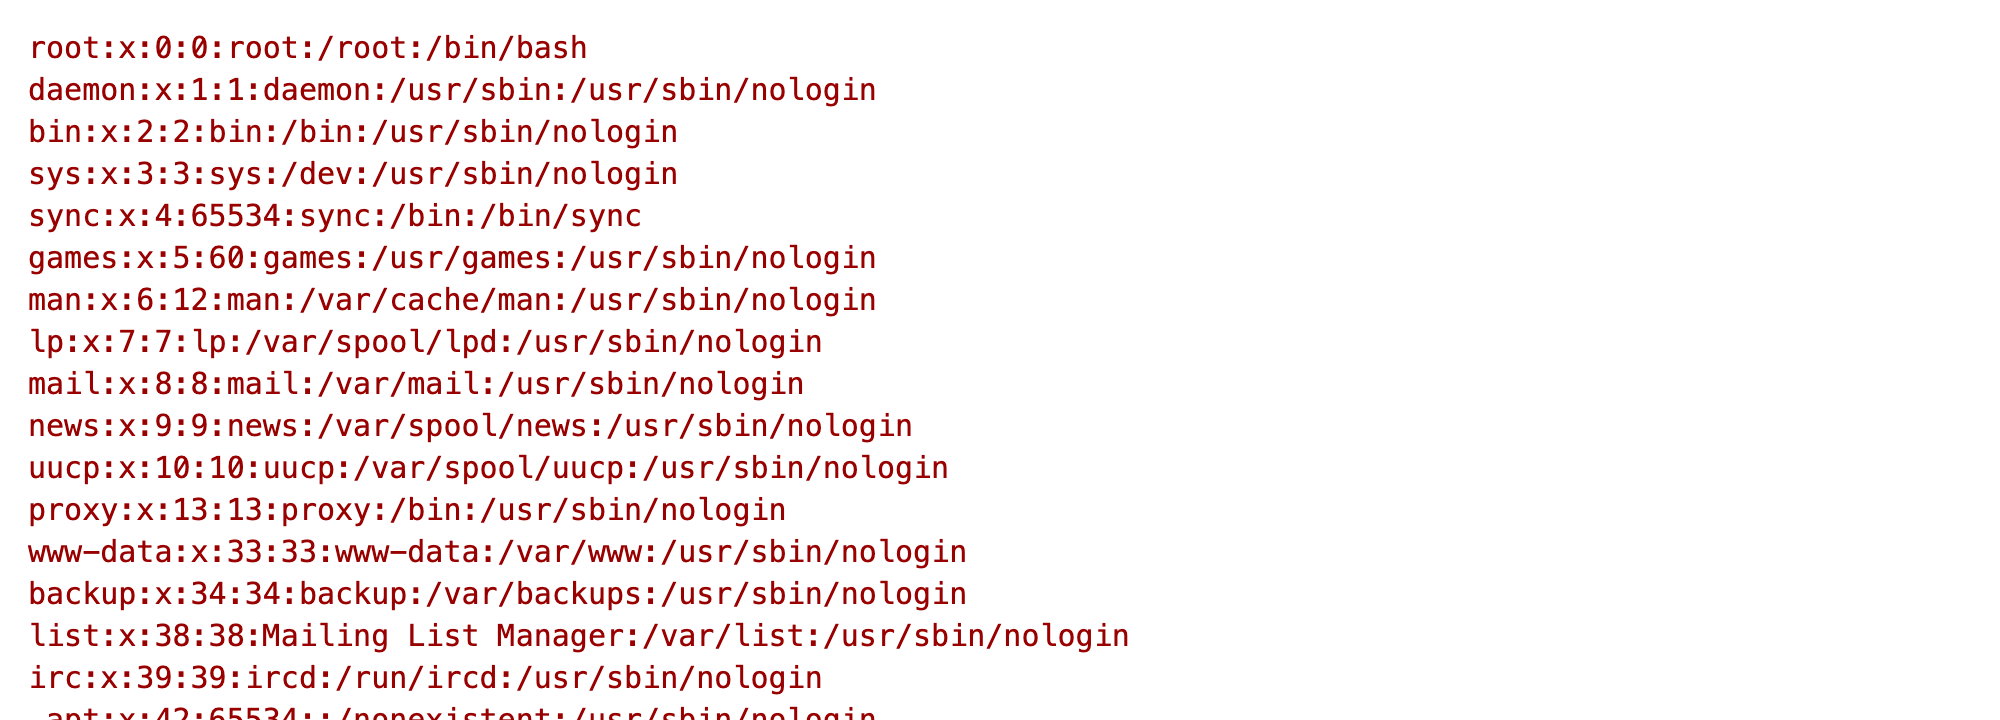 root:x:0:0:root:/root:/bin/bash
daemon:x:1:1:daemon:/usr/sbin:/usr/sbin/nologin
bin:x:2:2:bin:/bin:/usr/sbin/nologin
sys:x:3:3:sys:/dev:/usr/sbin/nologin
sync:x:4:65534:sync:/bin:/bin/sync
games:x:5:60:games:/usr/games:/usr/sbin/nologin
man:x:6:12:man:/var/cache/man:/usr/sbin/nologin
lp:x:7:7:lp:/var/spool/lpd:/usr/sbin/nologin
mail:x:8:8:mail:/var/mail:/usr/sbin/nologin
news:x:9:9:news:/var/spool/news:/usr/sbin/nologin
uucp:x:10:10:uucp:/var/spool/uucp:/usr/sbin/nologin
proxy:x:13:13:proxy:/bin:/usr/sbin/nologin
www-data:x:33:33:www-data:/var/www:/usr/sbin/nologin
backup:x:34:34:backup:/var/backups:/usr/sbin/nologin
list:x:38:38:Mailing List Manager:/var/list:/usr/sbin/nologin
irc:x:39:39:ircd:/run/ircd:/usr/sbin/nologin
_apt:x:42:65534::/nonexistent:/usr/sbin/nologin